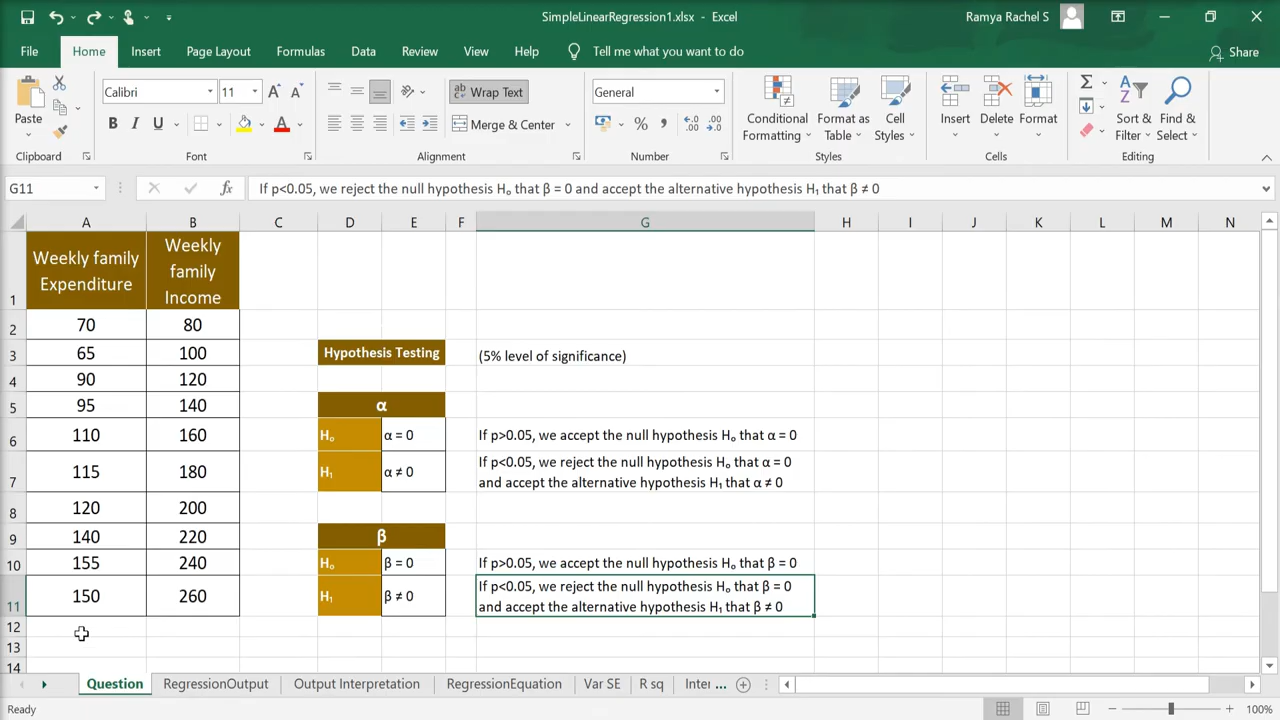 SimpleLinearRegression1.xlsx - Excel
Ramya Rachel S
File Home Insert Page Layout Formulas Data Review View Help Tell me what you want to do Share
Paste
Calibri 11
B I U A A A
ab Wrap Text
Merge & Center
General
% ,
Conditional Formatting
Format as Table
Cell Styles
Insert Delete Format
Sort & Filter
Find & Select
Clipboard Font Alignment Number Styles Cells Editing
G11 fx If p<0.05, we reject the null hypothesis Hₒ that β = 0 and accept the alternative hypothesis H₁ that β ≠ 0
A B C D E F G H I J K L M N
1 Weekly family Expenditure Weekly family Income
2 70 80
3 65 100 Hypothesis Testing (5% level of significance)
4 90 120
5 95 140 α
6 110 160 Hₒ α = 0 If p>0.05, we accept the null hypothesis Hₒ that α = 0
7 115 180 H₁ α ≠ 0 If p<0.05, we reject the null hypothesis Hₒ that α = 0
and accept the alternative hypothesis H₁ that α ≠ 0
8 120 200
9 140 220 β
10 155 240 Hₒ β = 0 If p>0.05, we accept the null hypothesis Hₒ that β = 0
11 150 260 H₁ β ≠ 0 If p<0.05, we reject the null hypothesis Hₒ that β = 0
and accept the alternative hypothesis H₁ that β ≠ 0
12
13
14
Question RegressionOutput Output Interpretation RegressionEquation Var SE R sq Inter ...
Ready 100%